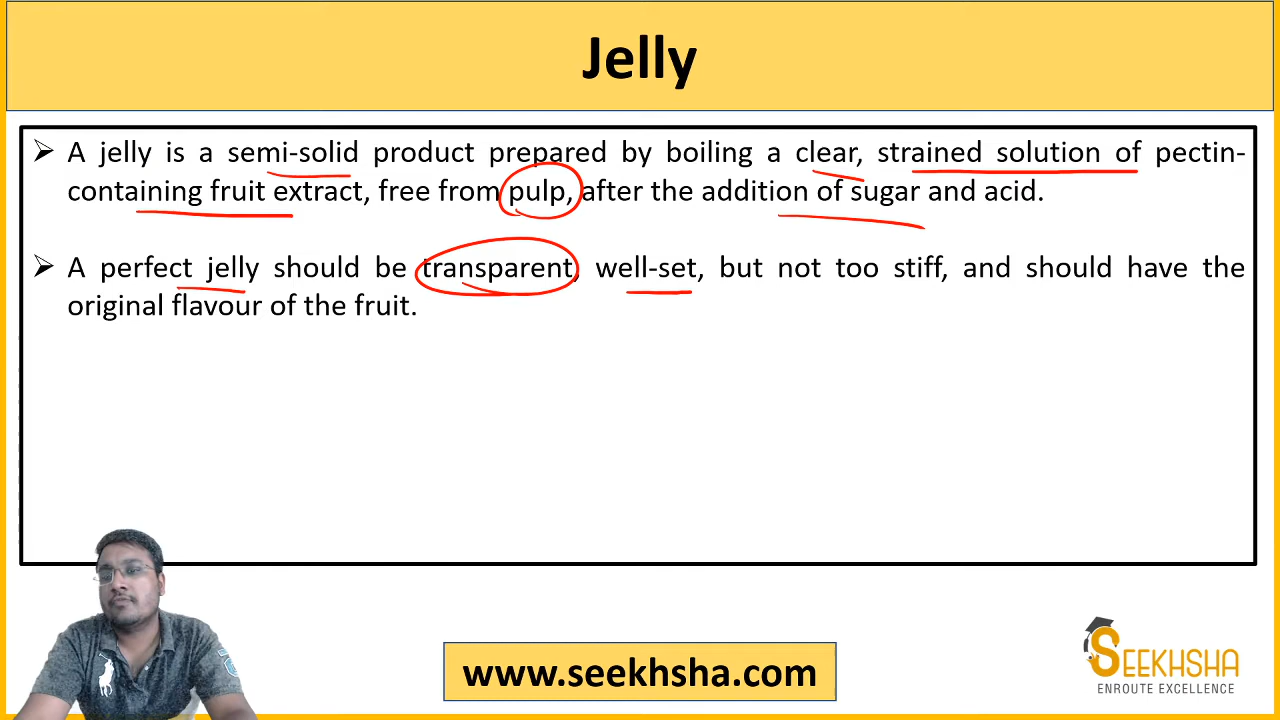 Jelly
➢ A jelly is a semi-solid product prepared by boiling a clear, strained solution of pectin-
containing fruit extract, free from pulp, after the addition of sugar and acid.
➢ A perfect jelly should be transparent, well-set, but not too stiff, and should have the
original flavour of the fruit.
www.seekhsha.com
SEEKHSHA
ENROUTE EXCELLENCE